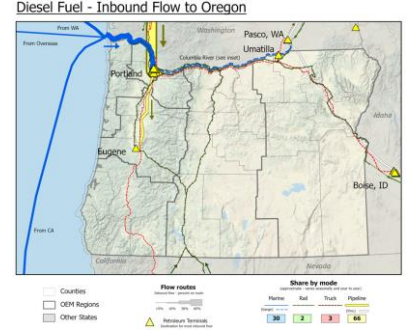 Diesel Fuel - Inbound Flow to Oregon
From WA
Washington
Pasco, WA
From Overseas
Umatilla
Columbia River (see inset)
Portland
Idaho
Eugene
Boise, ID
From CA
California
Nevada
Counties
OEM Regions
Other States
Flow routes
Petroleum Terminals
Share by mode
Marine Rail Truck Pipeline
30 2 3 66